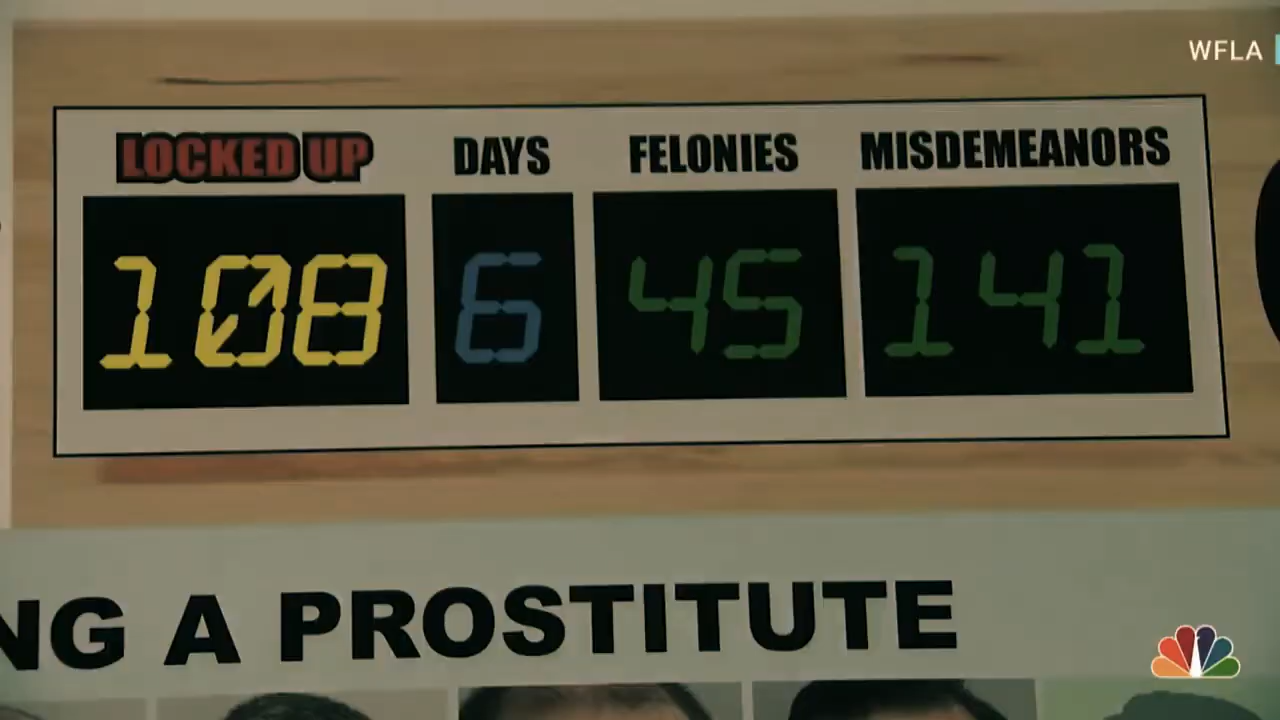 WFLA
LOCKED UP DAYS FELONIES MISDEMEANORS
108 6 45 141
NG A PROSTITUTE